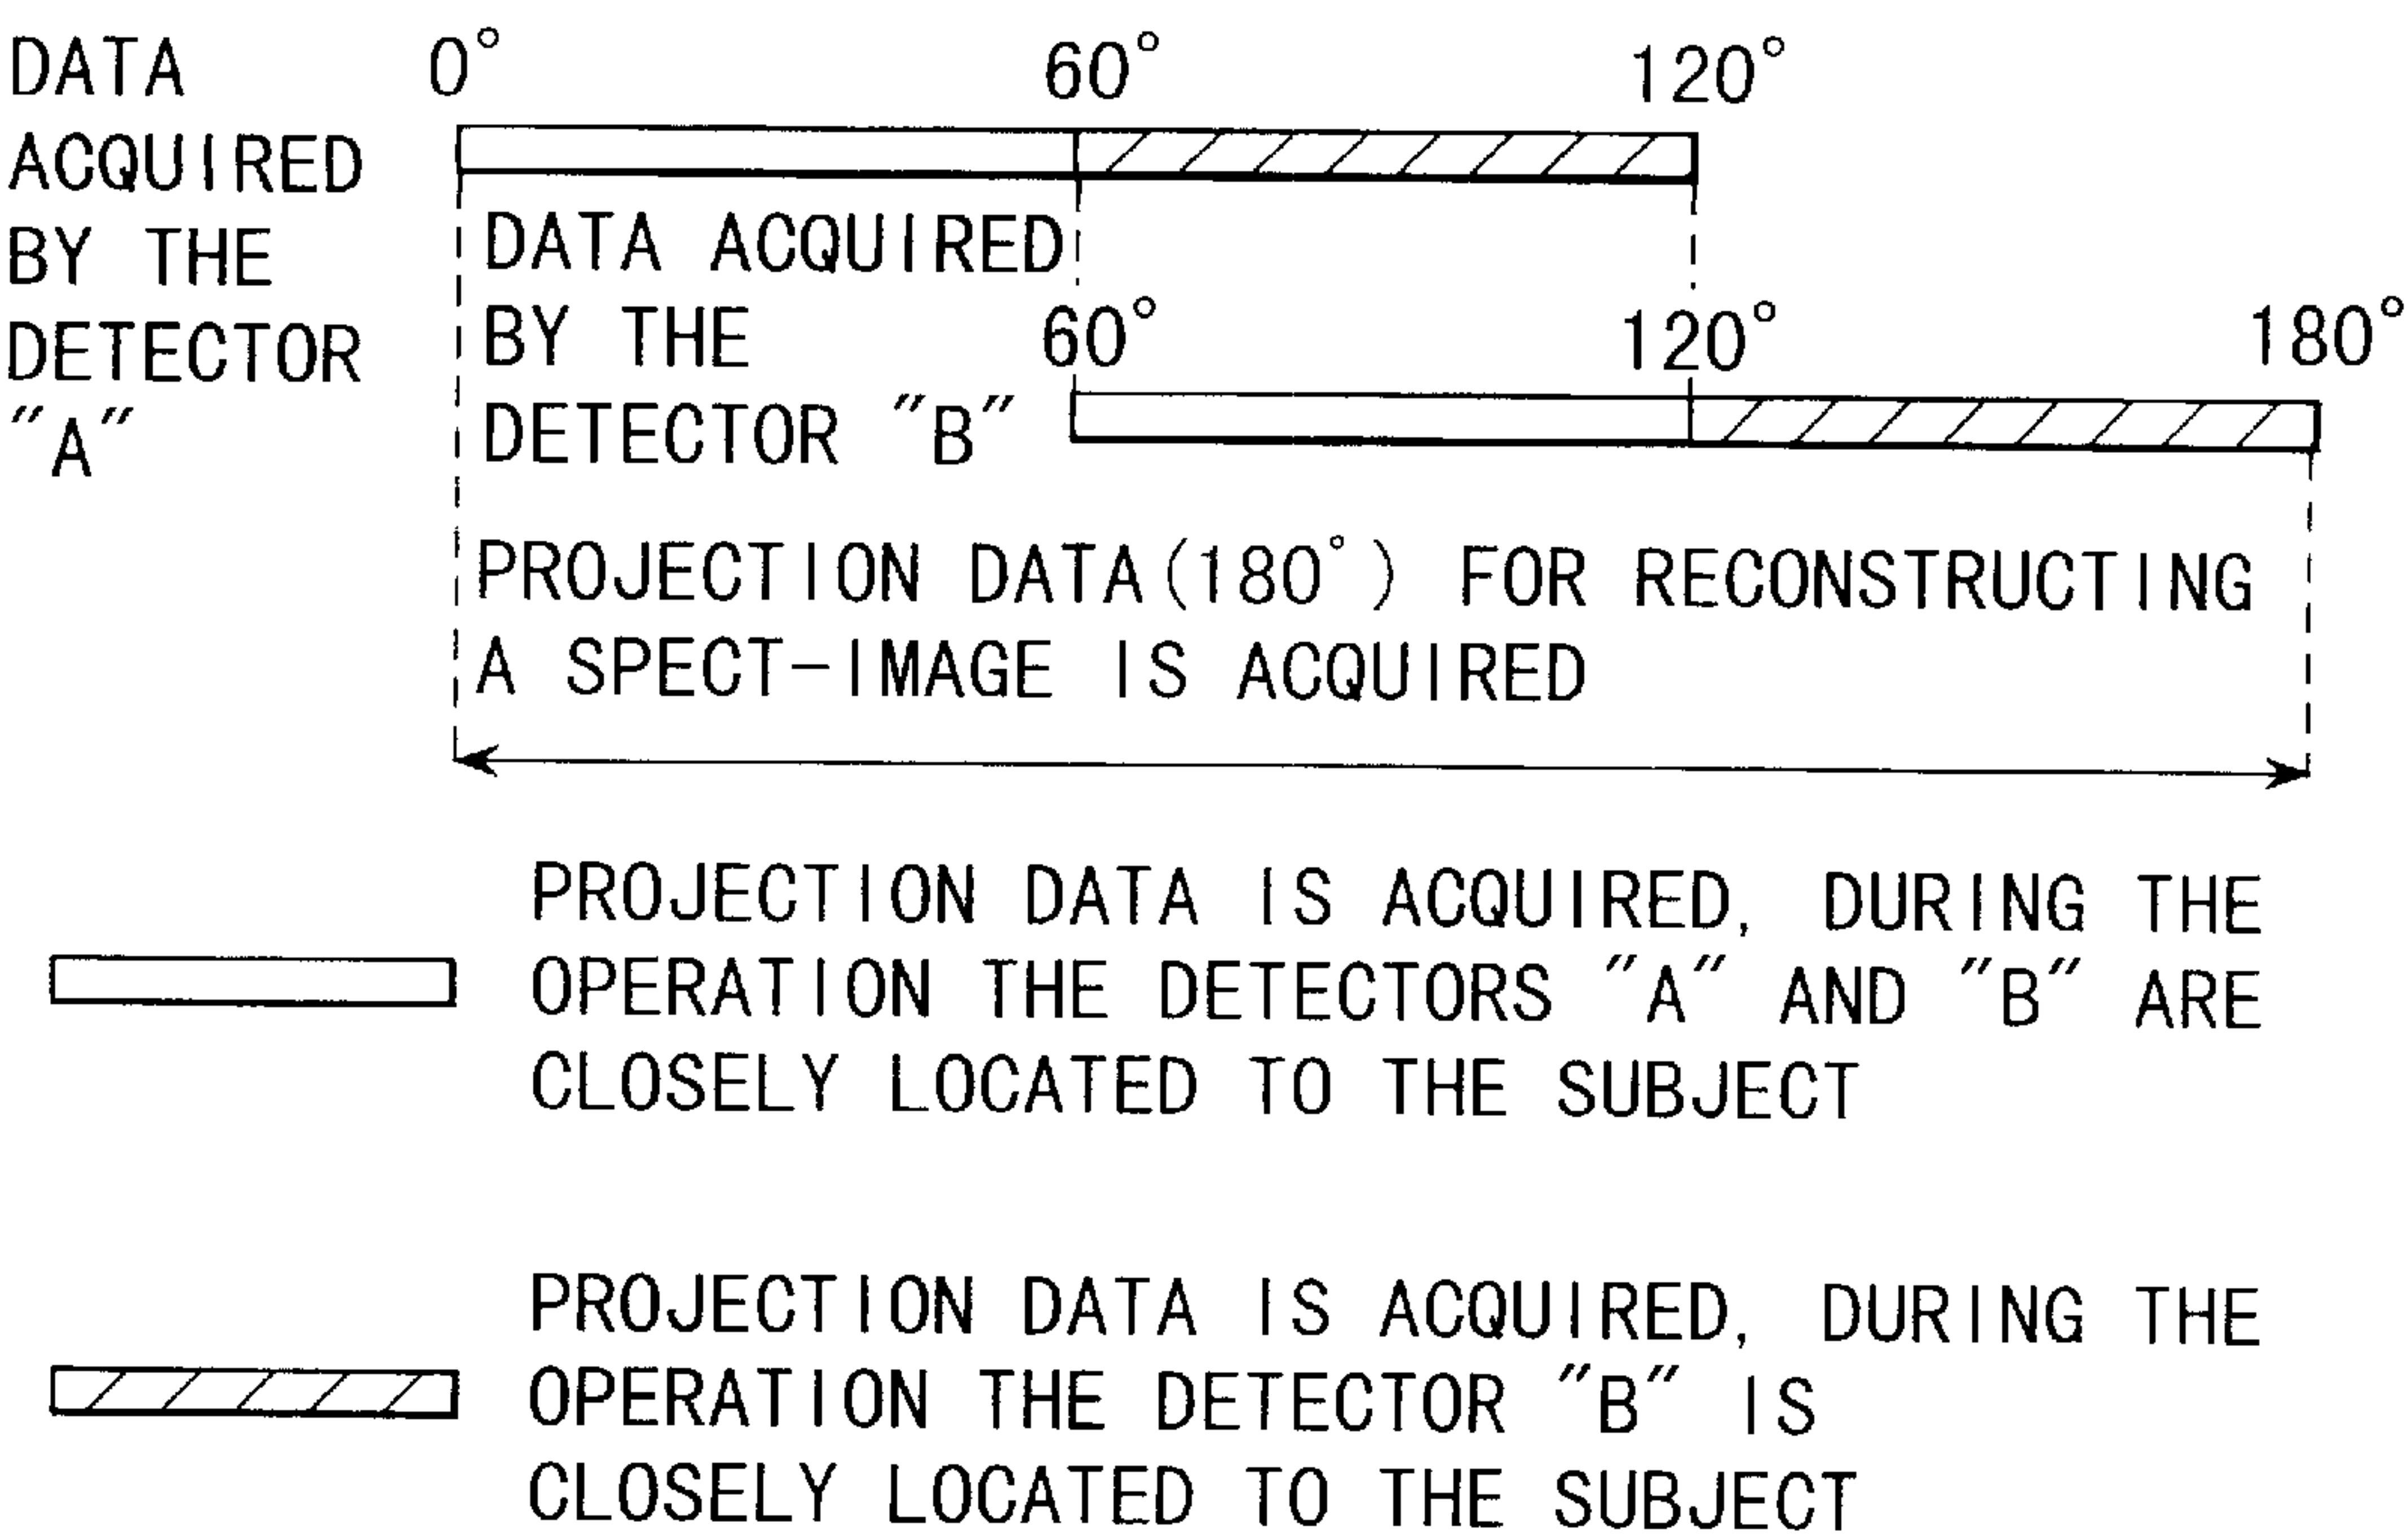 DATA
ACQUIRED
BY THE
DETECTOR
"A"
0° 60° 120°
DATA ACQUIRED
BY THE
DETECTOR "B"
60° 120° 180°
PROJECTION DATA(180°) FOR RECONSTRUCTING
A SPECT-IMAGE IS ACQUIRED
PROJECTION DATA IS ACQUIRED, DURING THE
OPERATION THE DETECTORS "A" AND "B" ARE
CLOSELY LOCATED TO THE SUBJECT
PROJECTION DATA IS ACQUIRED, DURING THE
OPERATION THE DETECTOR "B" IS
CLOSELY LOCATED TO THE SUBJECT